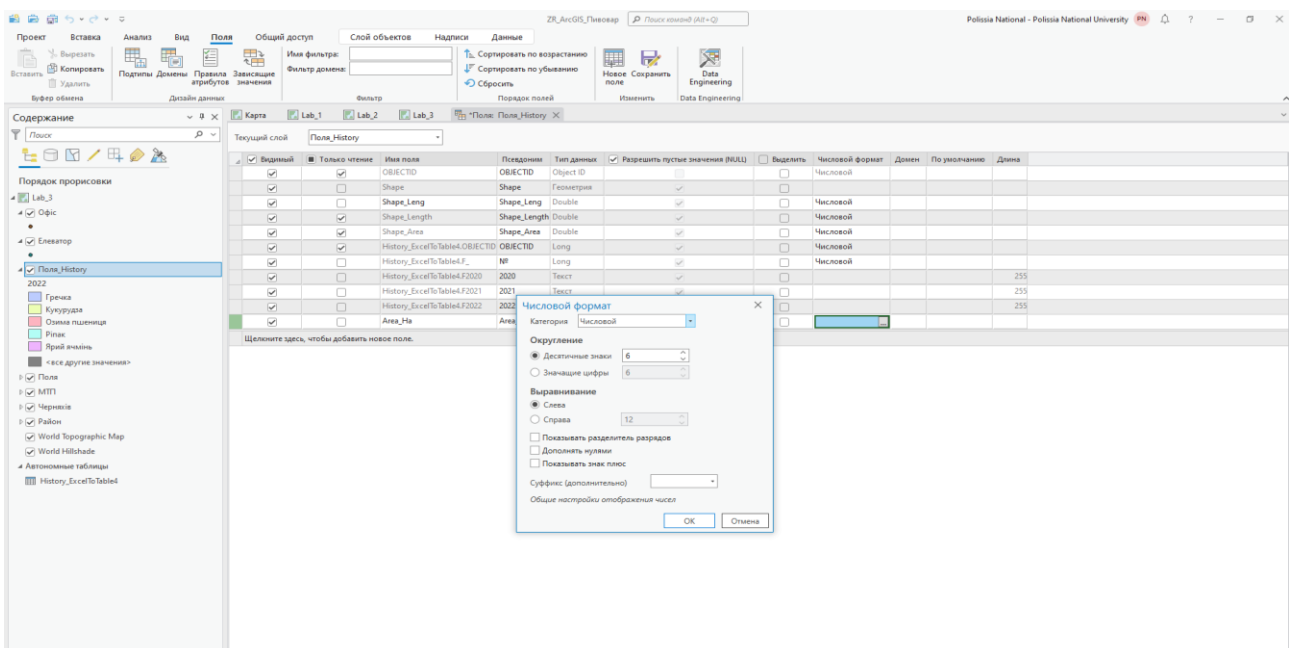 ZR_ArcGIS_Пивовар
Поиск команд (Alt+Q)
Polissia National - Polissia National University PN
Проект Вставка Анализ Вид Поля Общий доступ Слой объектов Надписи Данные
Вставить
Вырезать
Копировать
Удалить
Подтипы Домены Правила атрибутов Зависящие значения
Имя фильтра:
Фильтр домена:
Сортировать по возрастанию
Сортировать по убыванию
Сбросить
Новое поле Сохранить
Data Engineering
Буфер обмена Дизайн данных Фильтр Порядок полей Изменить Data Engineering
Содержание
Поиск
Порядок прорисовки
Lab_3
Офіс
Елеватор
Поля_History
2022
Гречка
Кукурудза
Озима пшениця
Ріпак
Ярий ячмінь
<все другие значения>
Поля
МТП
Черняхів
Район
World Topographic Map
World Hillshade
Автономные таблицы
History_ExcelToTable4
Карта Lab_1 Lab_2 Lab_3 *Поля: Поля_History
Текущий слой Поля_History
Видимый Только чтение Имя поля Псевдоним Тип данных Разрешить пустые значения (NULL) Выделить Числовой формат Домен По умолчанию Длина
OBJECTID OBJECTID Object ID Числовой
Shape Shape Геометрия
Shape_Leng Shape_Leng Double Числовой
Shape_Length Shape_Length Double Числовой
Shape_Area Shape_Area Double Числовой
History_ExcelToTable4.OBJECTID OBJECTID Long Числовой
History_ExcelToTable4.F_ № Long Числовой
History_ExcelToTable4.F2020 2020 Текст 255
History_ExcelToTable4.F2021 2021 Текст 255
History_ExcelToTable4.F2022 2022 255
Area_Ha Area
Щелкните здесь, чтобы добавить новое поле.
Числовой формат
Категория Числовой
Округление
Десятичные знаки 6
Значащие цифры 6
Выравнивание
Слева
Справа 12
Показывать разделитель разрядов
Дополнять нулями
Показывать знак плюс
Суффикс (дополнительно)
Общие настройки отображения чисел
OK Отмена